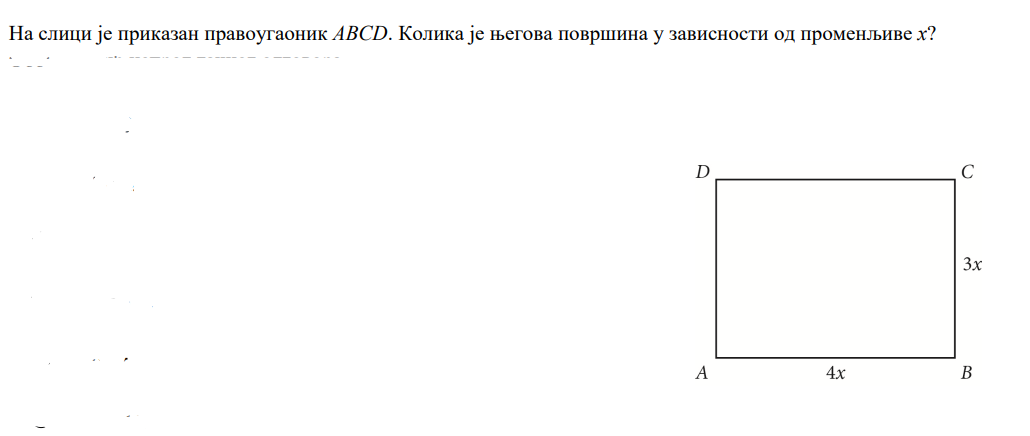 На слици је приказан правоугаоник ABCD. Колика је његова површина у зависности од променљиве x?
D
C
3x
A
4x
B